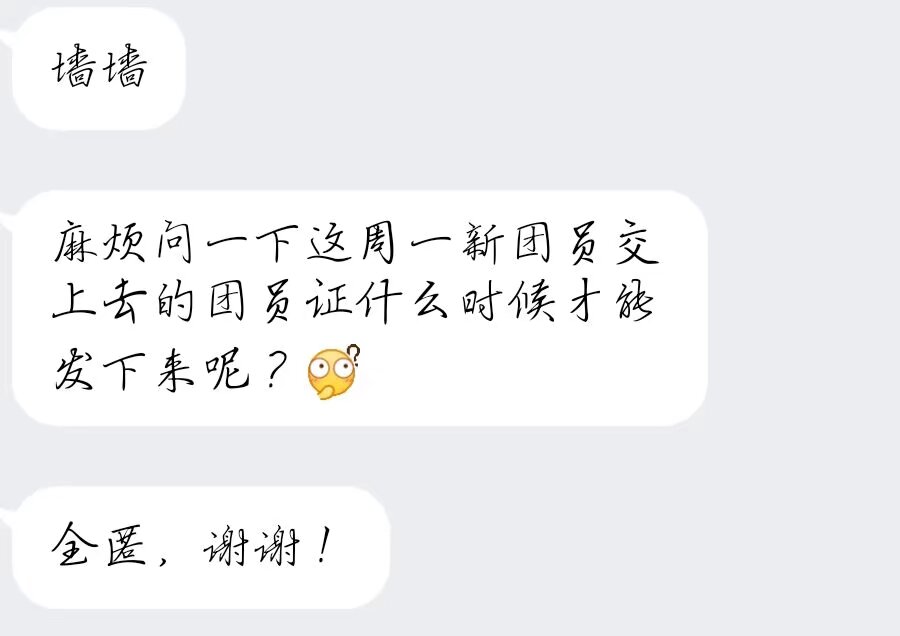 墙墙
麻烦问一下这周一新团员交
上去的团员证什么时候才能
发下来呢？
全匿，谢谢！